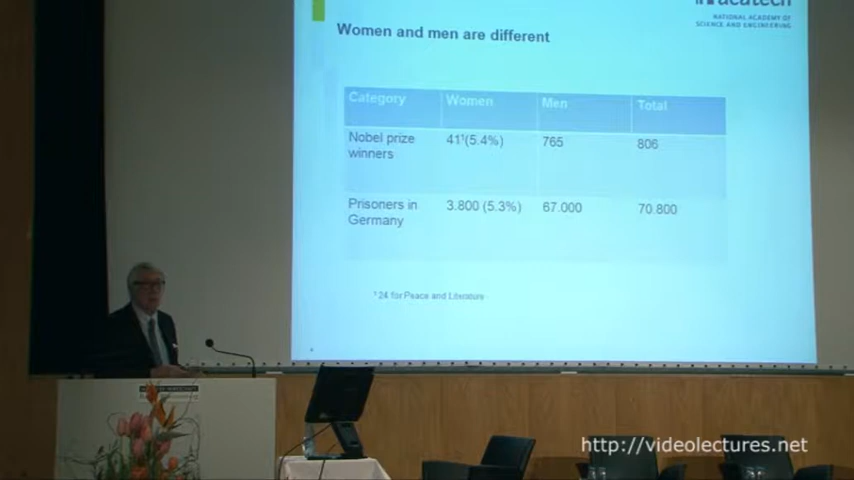 acatech
NATIONAL ACADEMY OF
SCIENCE AND ENGINEERING
Women and men are different
Category Women Men Total
Nobel prize winners 41¹(5.4%) 765 806
Prisoners in Germany 3.800 (5.3%) 67.000 70.800
¹ 24 for Peace and Literature
http://videolectures.net